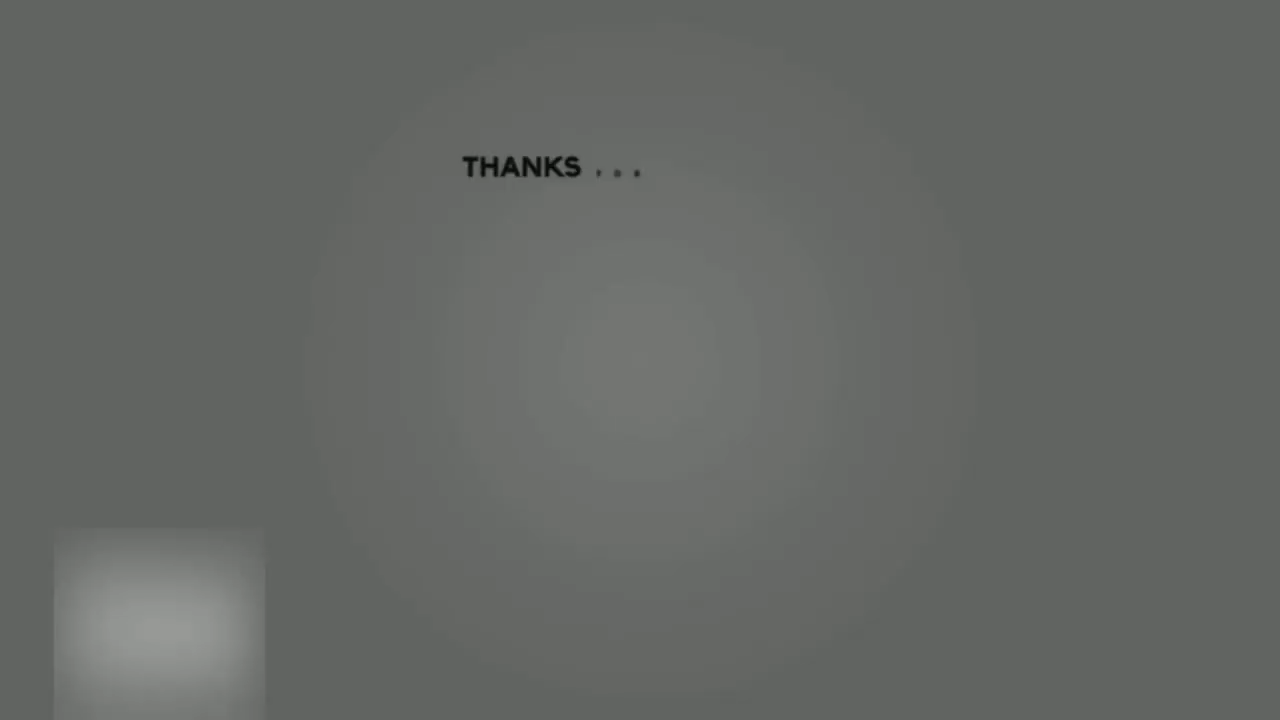 THANKS . . .